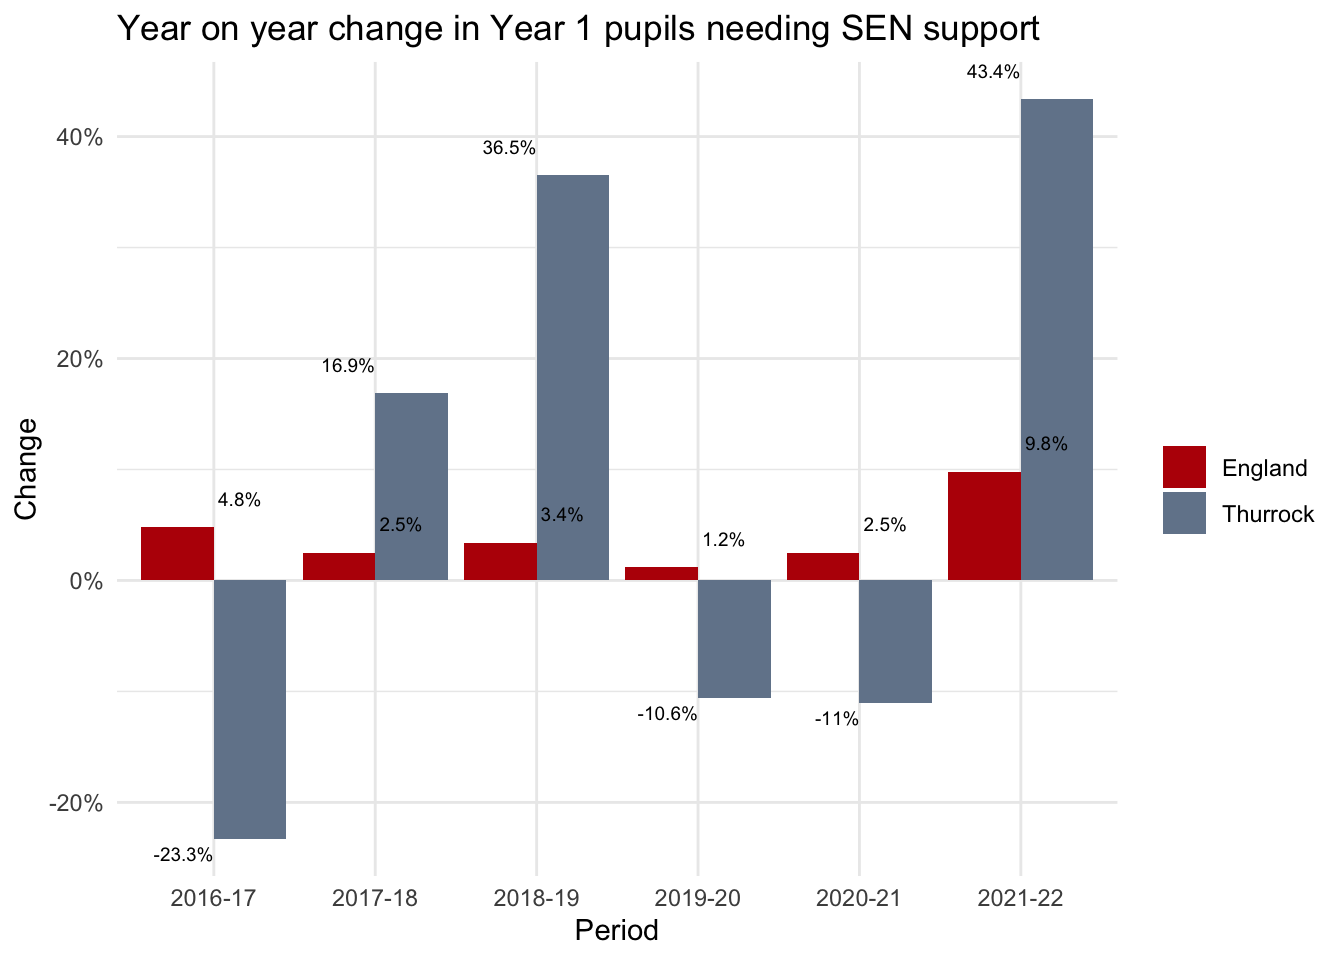 Year on year change in Year 1 pupils needing SEN support
43.4%
40%
36.5%
20%
16.9%
9.8%
4.8%
2.5%
3.4%
1.2%
2.5%
0%
-10.6%
-11%
-20%
-23.3%
Change
England
Thurrock
2016-17 2017-18 2018-19 2019-20 2020-21 2021-22
Period